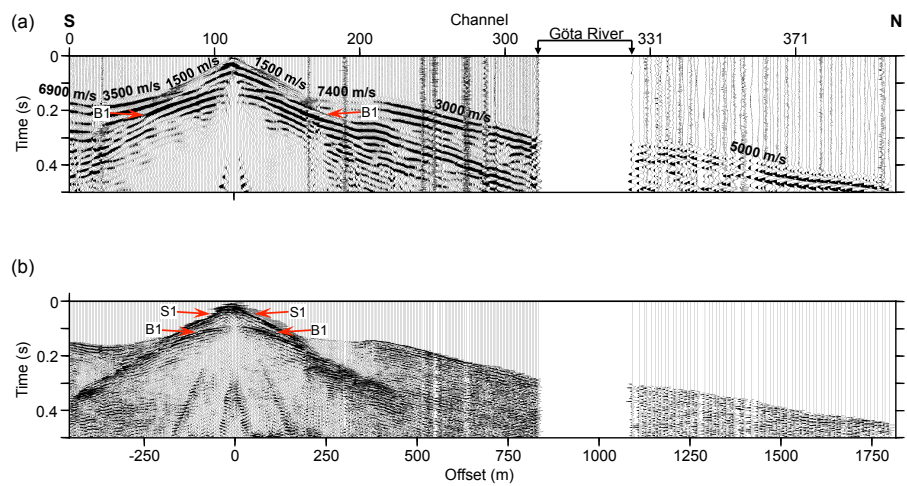 (a)
S
Channel
N
0 100 200 300 Göta River 331 371
0
0.2
0.4
Time (s)
6900 m/s
3500 m/s
1500 m/s
1500 m/s
7400 m/s
3000 m/s
5000 m/s
B1
B1
(b)
0
0.2
0.4
Time (s)
S1
S1
B1
B1
-250 0 250 500 750 1000 1250 1500 1750
Offset (m)